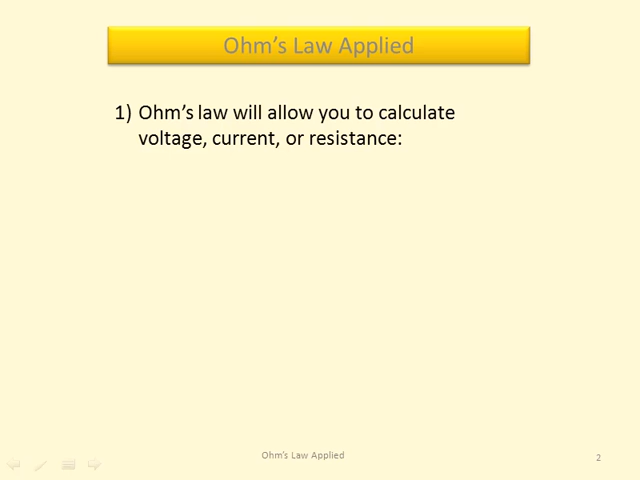 Ohm’s Law Applied
1) Ohm’s law will allow you to calculate
voltage, current, or resistance:
Ohm’s Law Applied
2